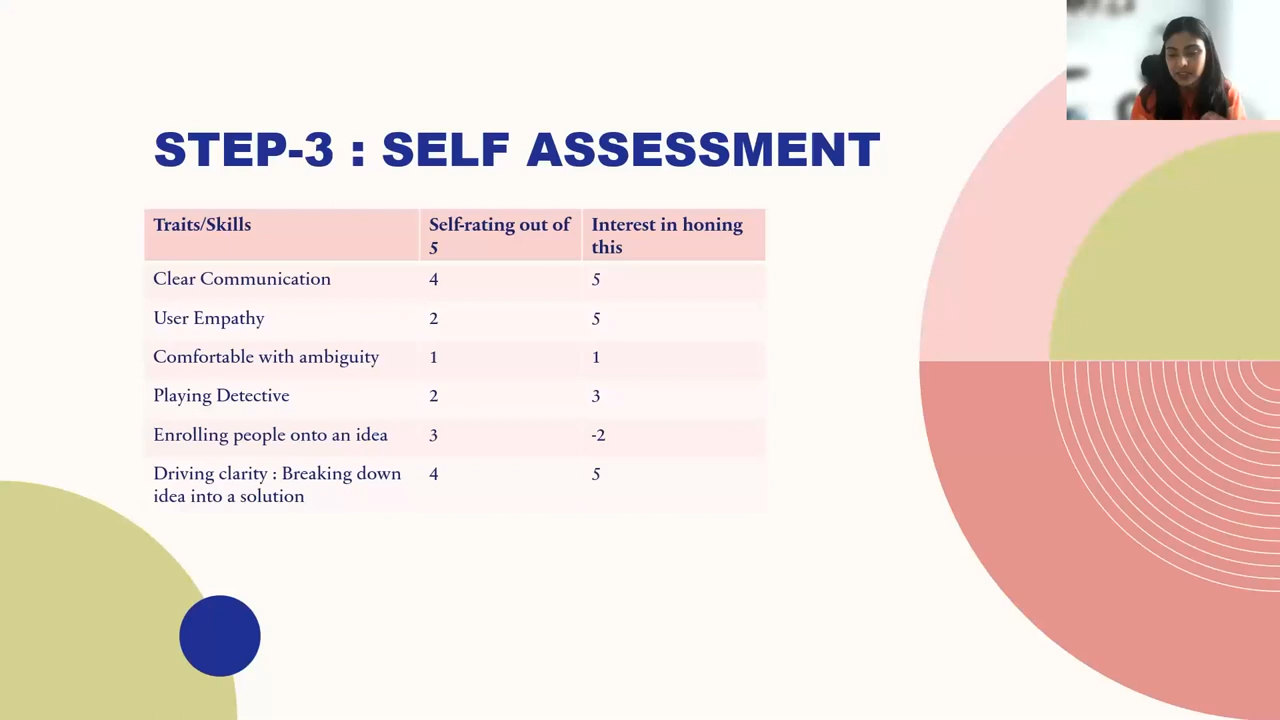 STEP-3 : SELF ASSESSMENT
Traits/Skills Self-rating out of 5 Interest in honing this
Clear Communication 4 5
User Empathy 2 5
Comfortable with ambiguity 1 1
Playing Detective 2 3
Enrolling people onto an idea 3 -2
Driving clarity : Breaking down idea into a solution 4 5